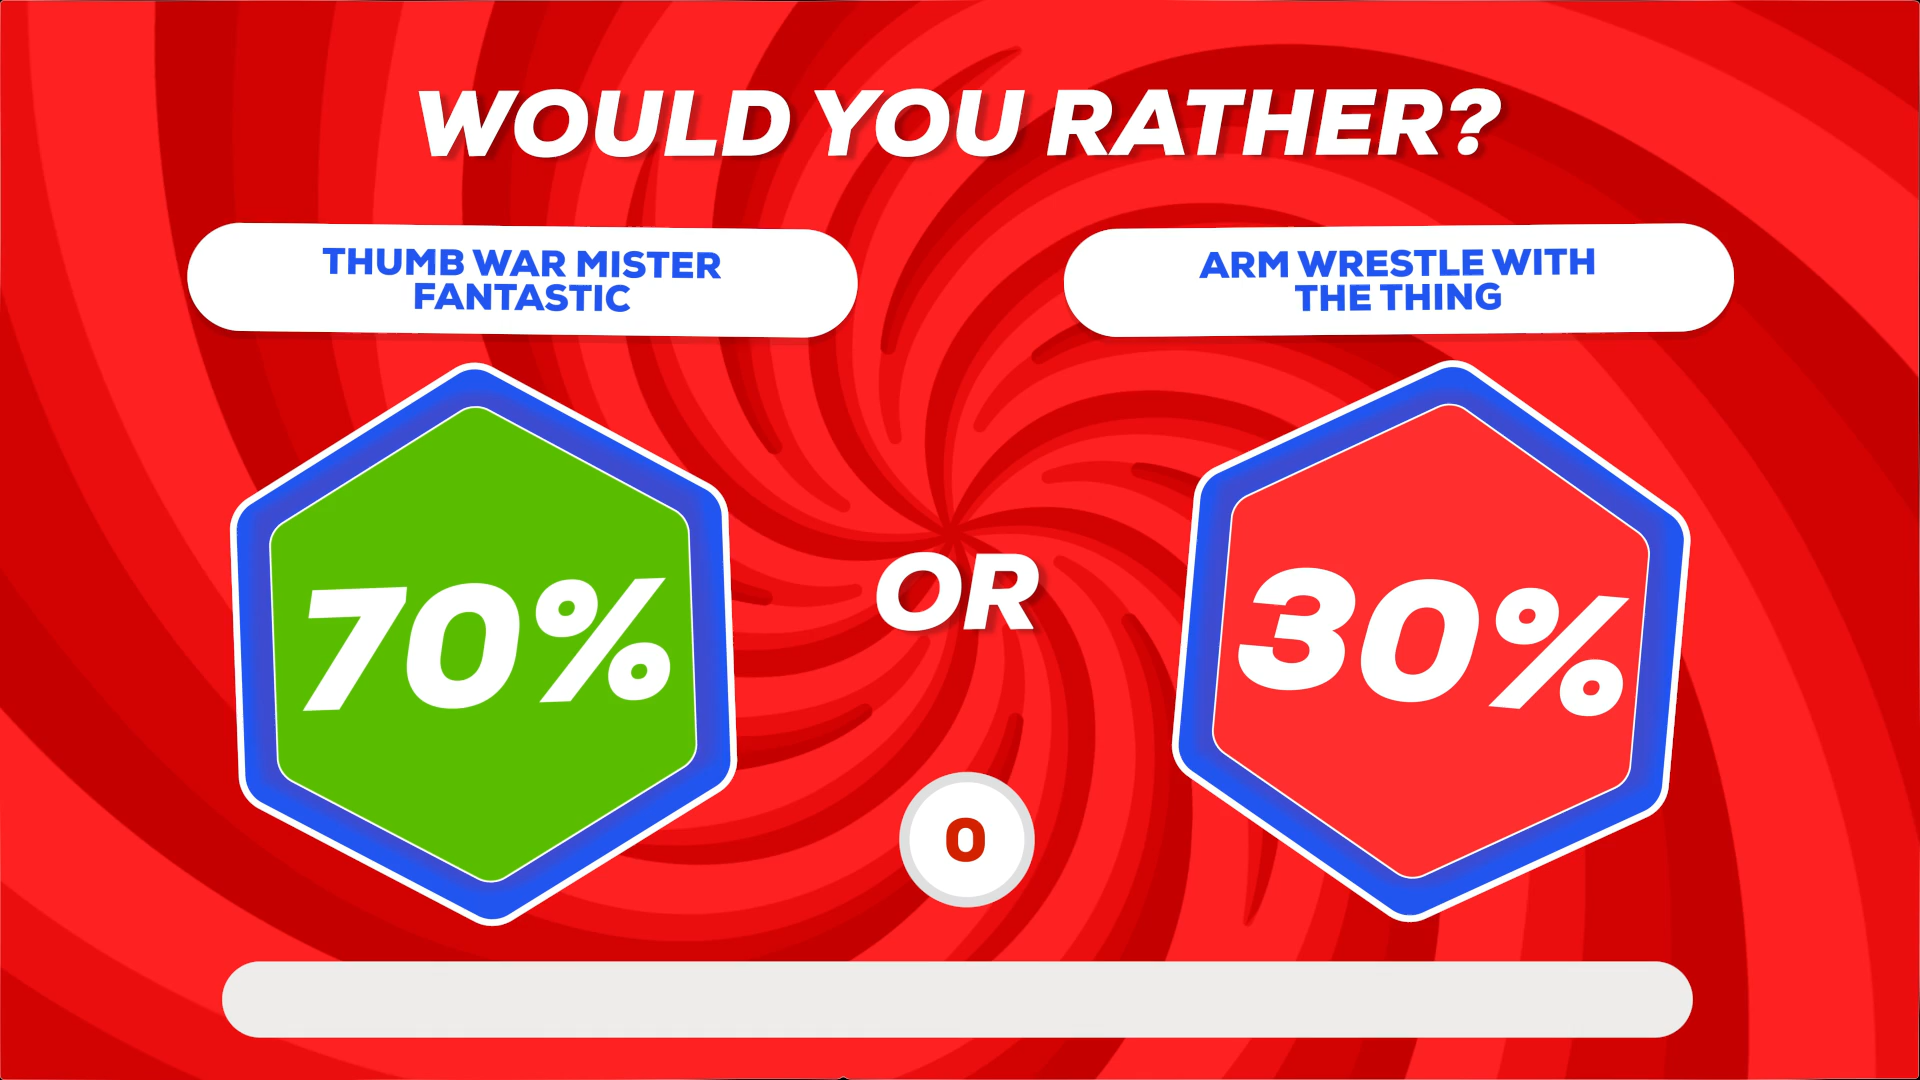 WOULD YOU RATHER?
THUMB WAR MISTER
FANTASTIC
ARM WRESTLE WITH
THE THING
70%
OR
30%
0